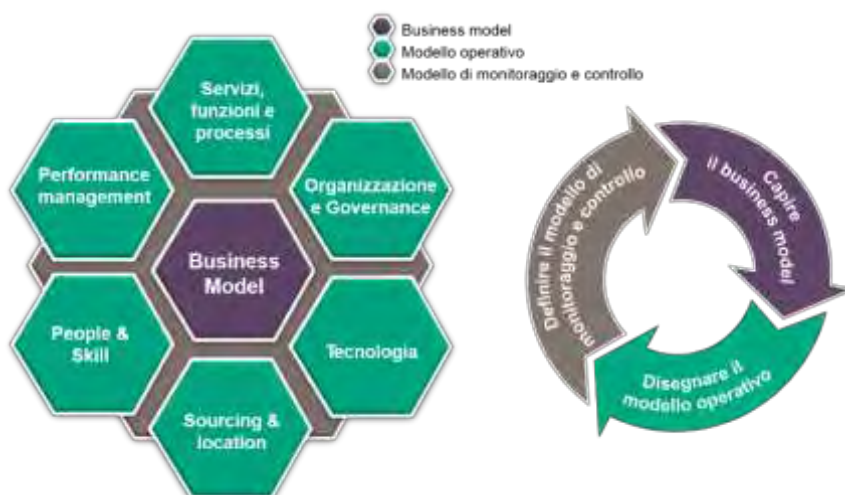 Business model
Modello operativo
Modello di monitoraggio e controllo
Servizi,
funzioni e
processi
Performance
management
Organizzazione
e Governance
Business
Model
People &
Skill
Tecnologia
Sourcing &
location
Definire il modello di
monitoraggio e controllo
Capire
il business model
Disegnare il
modello operativo